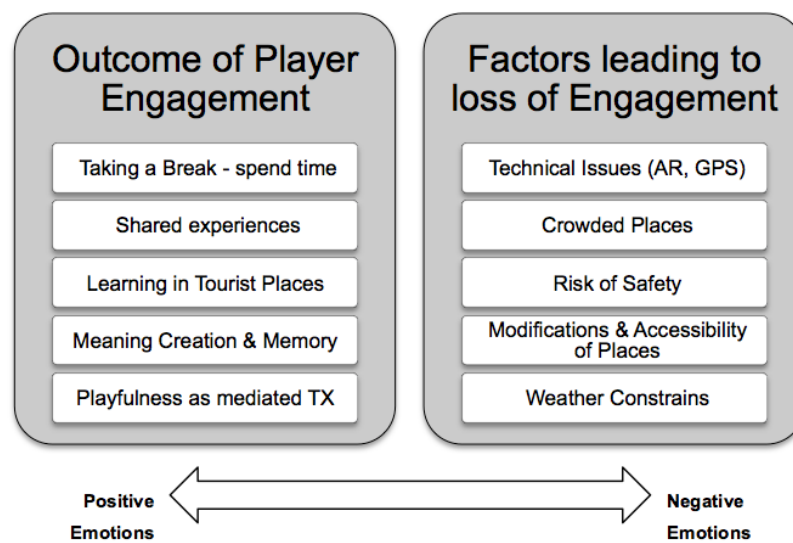 Outcome of Player
Engagement
Taking a Break - spend time
Shared experiences
Learning in Tourist Places
Meaning Creation & Memory
Playfulness as mediated TX
Factors leading to
loss of Engagement
Technical Issues (AR, GPS)
Crowded Places
Risk of Safety
Modifications & Accessibility
of Places
Weather Constrains
Positive
Emotions
Negative
Emotions